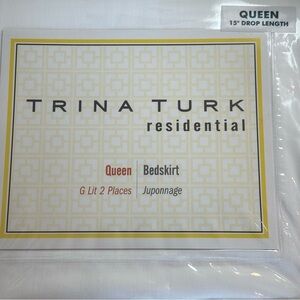 QUEEN
15" DROP LENGTH
TRINA TURK
residential
Queen | Bedskirt
G Lit 2 Places | Juponnage